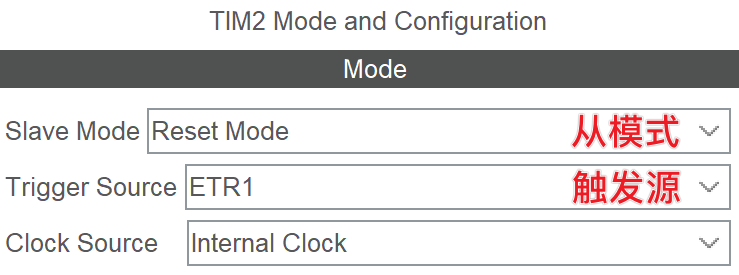 TIM2 Mode and Configuration
Mode
Slave Mode Reset Mode 从模式
Trigger Source ETR1 触发源
Clock Source Internal Clock